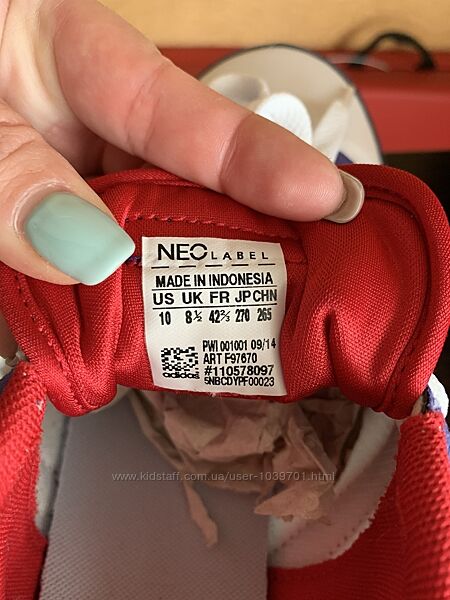 NEO LABEL
MADE IN INDONESIA
US UK FR JP CHN
10 8½ 42⅔ 270 265
PWI 001001 09/14
ART F97670
#110578097
adidas 5NBCDYPF00023
www.kidstaff.com.ua/user-1039701.html